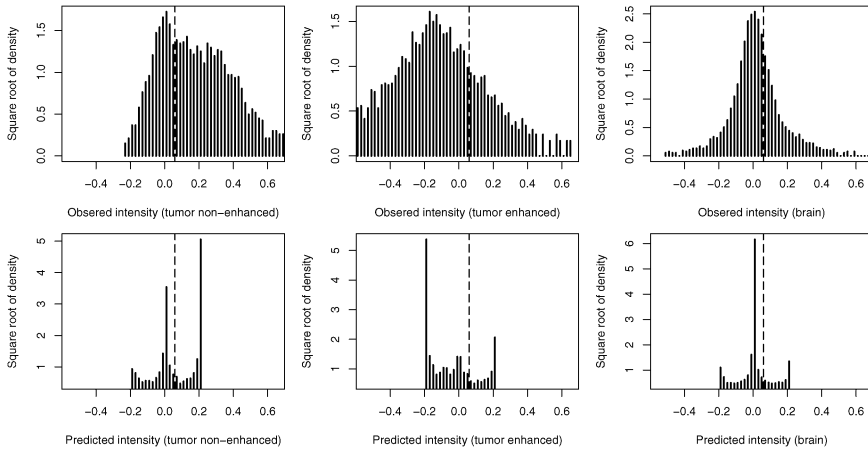 Square root of density
0.0 0.5 1.0 1.5
−0.4 −0.2 0.0 0.2 0.4 0.6
Obsered intensity (tumor non−enhanced)
Square root of density
0.0 0.5 1.0 1.5
−0.4 −0.2 0.0 0.2 0.4 0.6
Obsered intensity (tumor enhanced)
Square root of density
0.0 0.5 1.0 1.5 2.0 2.5
−0.4 −0.2 0.0 0.2 0.4 0.6
Obsered intensity (brain)
Square root of density
1 2 3 4 5
−0.4 −0.2 0.0 0.2 0.4 0.6
Predicted intensity (tumor non−enhanced)
Square root of density
1 2 3 4 5
−0.4 −0.2 0.0 0.2 0.4 0.6
Predicted intensity (tumor enhanced)
Square root of density
1 2 3 4 5 6
−0.4 −0.2 0.0 0.2 0.4 0.6
Predicted intensity (brain)